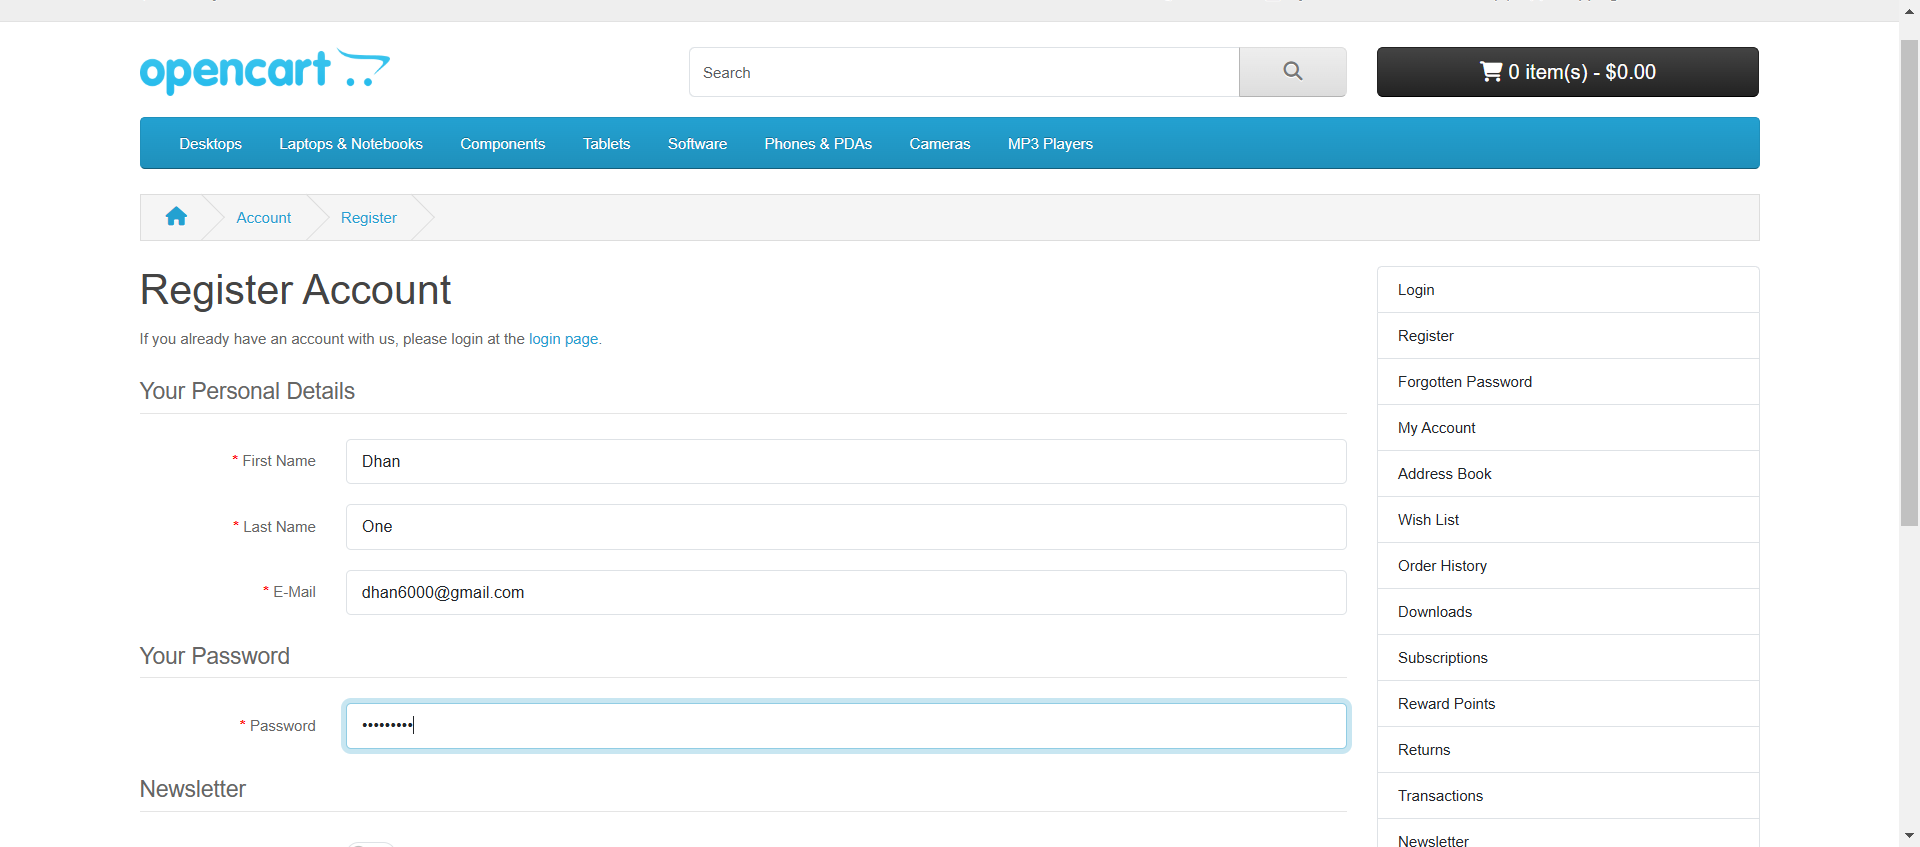 opencart
Search
0 item(s) - $0.00
Desktops Laptops & Notebooks Components Tablets Software Phones & PDAs Cameras MP3 Players
Account Register
Register Account
If you already have an account with us, please login at the login page.
Your Personal Details
* First Name Dhan
* Last Name One
* E-Mail dhan6000@gmail.com
Your Password
* Password •••••••••
Newsletter
Login
Register
Forgotten Password
My Account
Address Book
Wish List
Order History
Downloads
Subscriptions
Reward Points
Returns
Transactions
Newsletter